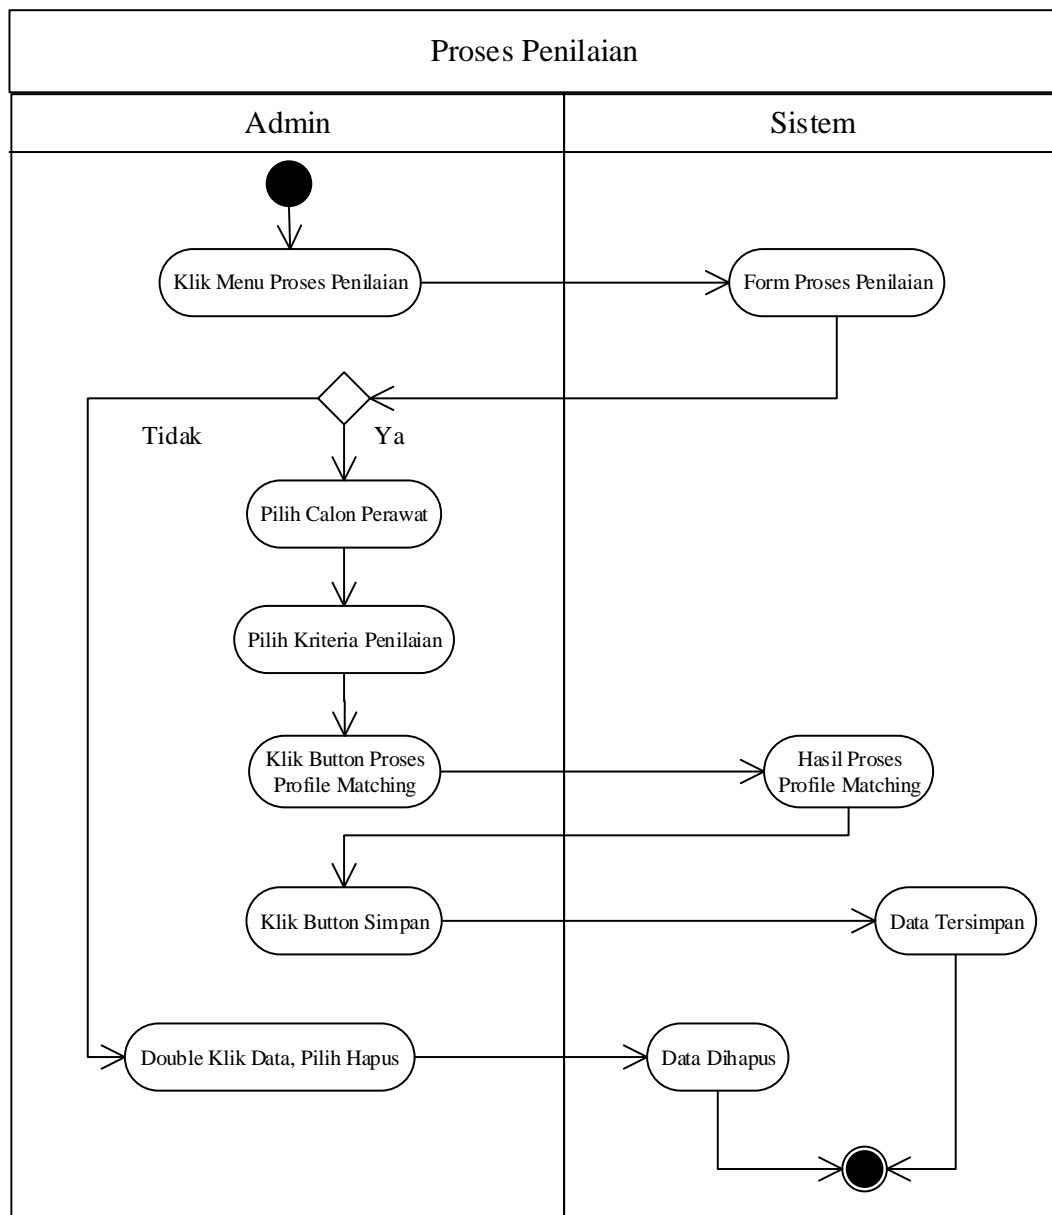 Proses Penilaian
Admin
Sistem
Klik Menu Proses Penilaian
Form Proses Penilaian
Tidak
Ya
Pilih Calon Perawat
Pilih Kriteria Penilaian
Klik Button Proses
Profile Matching
Hasil Proses
Profile Matching
Klik Button Simpan
Data Tersimpan
Double Klik Data, Pilih Hapus
Data Dihapus